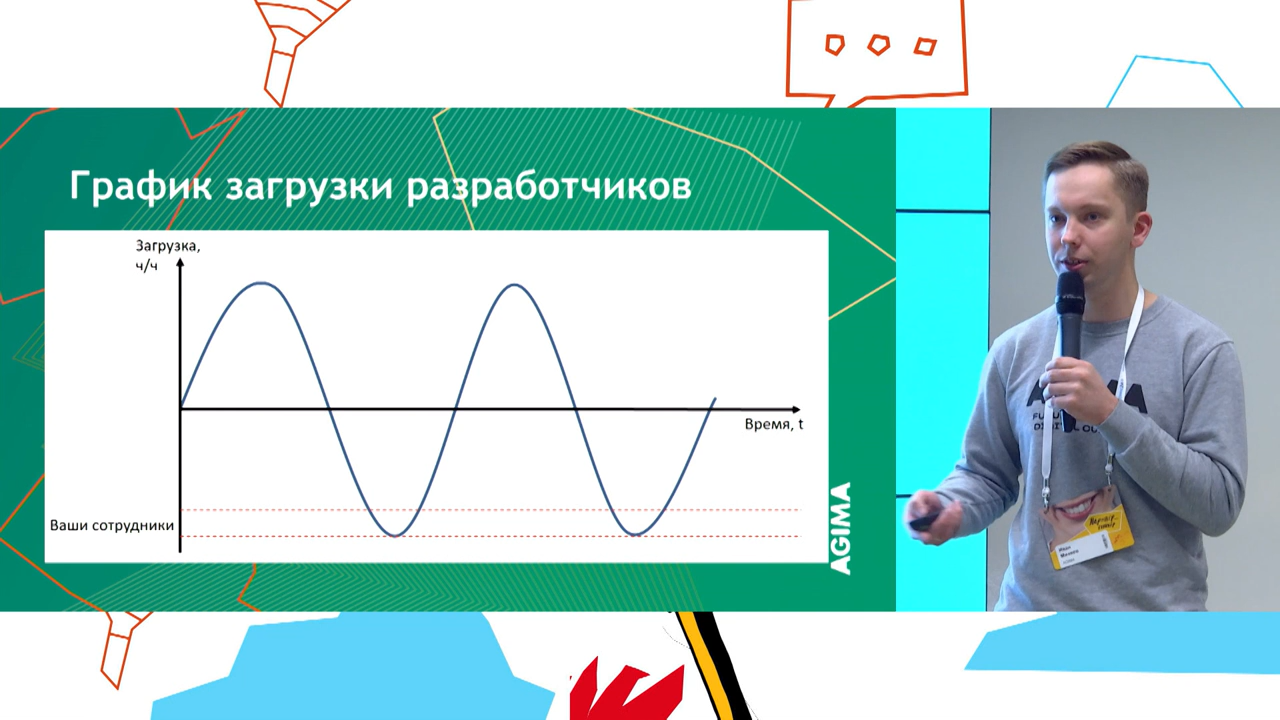 График загрузки разработчиков
Загрузка,
ч/ч
Время, t
Ваши сотрудники
AGIMA